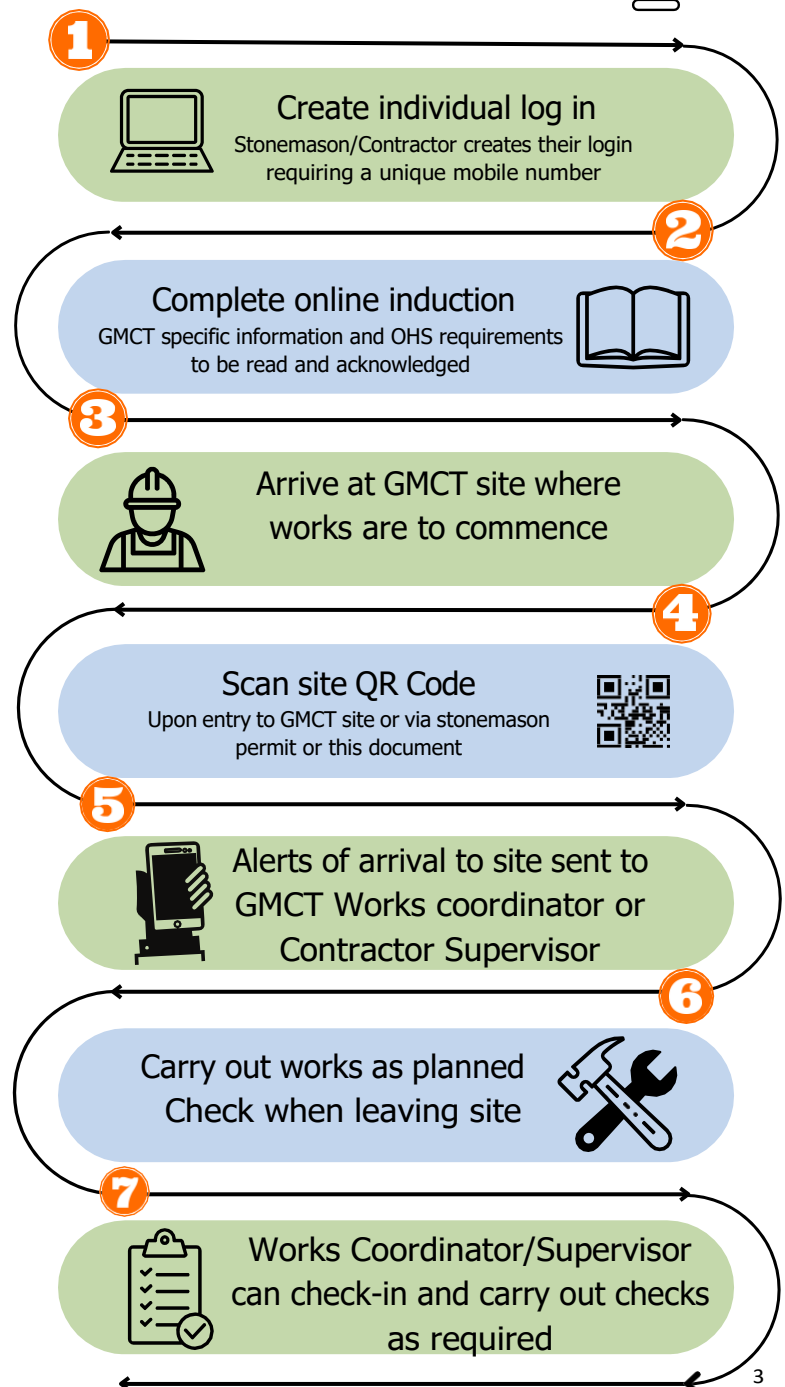 1
Create individual log in
Stonemason/Contractor creates their login
requiring a unique mobile number
2
Complete online induction
GMCT specific information and OHS requirements
to be read and acknowledged
3
Arrive at GMCT site where
works are to commence
4
Scan site QR Code
Upon entry to GMCT site or via stonemason
permit or this document
5
Alerts of arrival to site sent to
GMCT Works coordinator or
Contractor Supervisor
6
Carry out works as planned
Check when leaving site
7
Works Coordinator/Supervisor
can check-in and carry out checks
as required
3